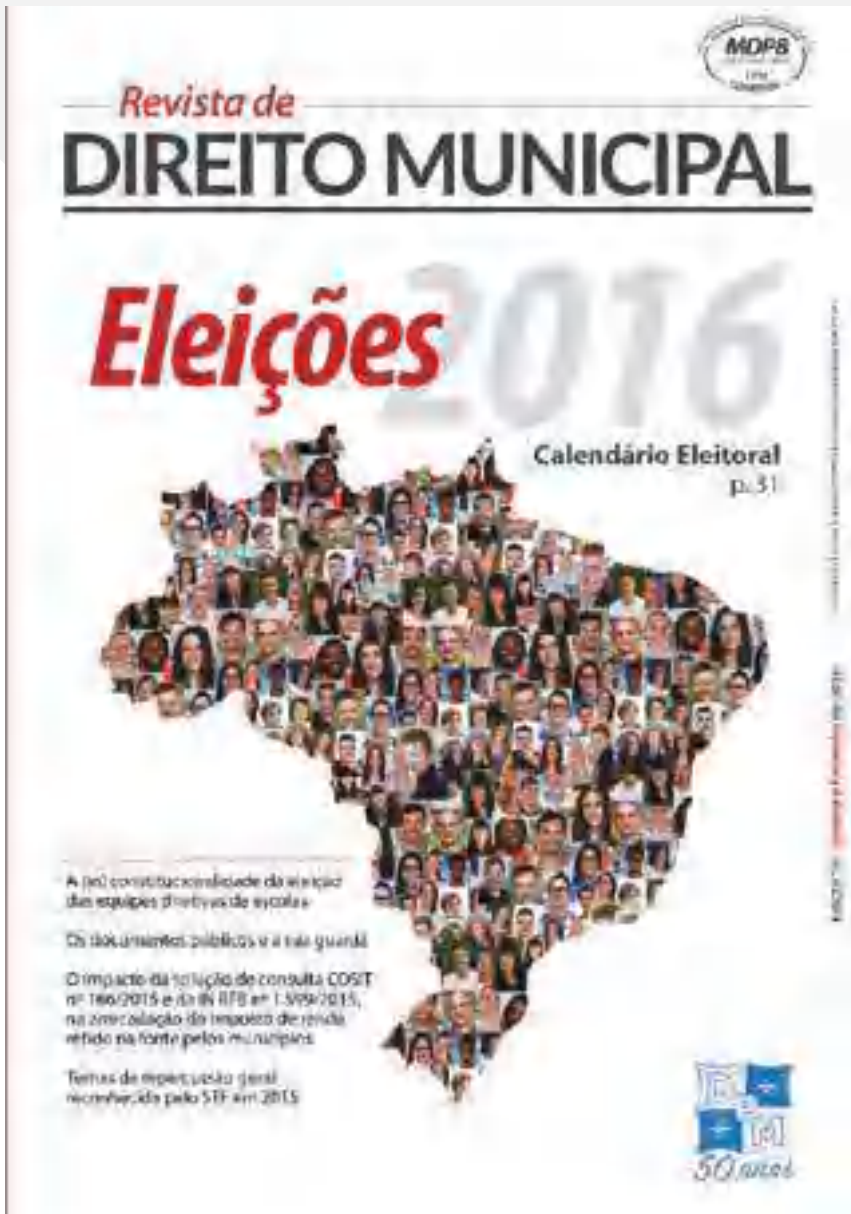 MDPB
Revista de
DIREITO MUNICIPAL
Eleições 2016
Calendário Eleitoral
p. 31
A (in) constitucionalidade da eleição
das equipes diretivas de escolas
Os documentos públicos e a sua guarda
O impacto da solução de consulta COSIT
nº 166/2015 e da IN RFB nº 1.599/2015,
na arrecadação do imposto de renda
retido na fonte pelos municípios
Temas de repercussão geral
reconhecida pelo STF em 2015
50 anos